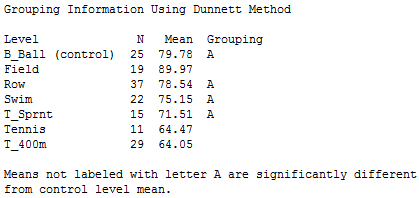 Grouping Information Using Dunnett Method
Level N Mean Grouping
B_Ball (control) 25 79.78 A
Field 19 89.97
Row 37 78.54 A
Swim 22 75.15 A
T_Sprnt 15 71.51 A
Tennis 11 64.47
T_400m 29 64.05
Means not labeled with letter A are significantly different
from control level mean.